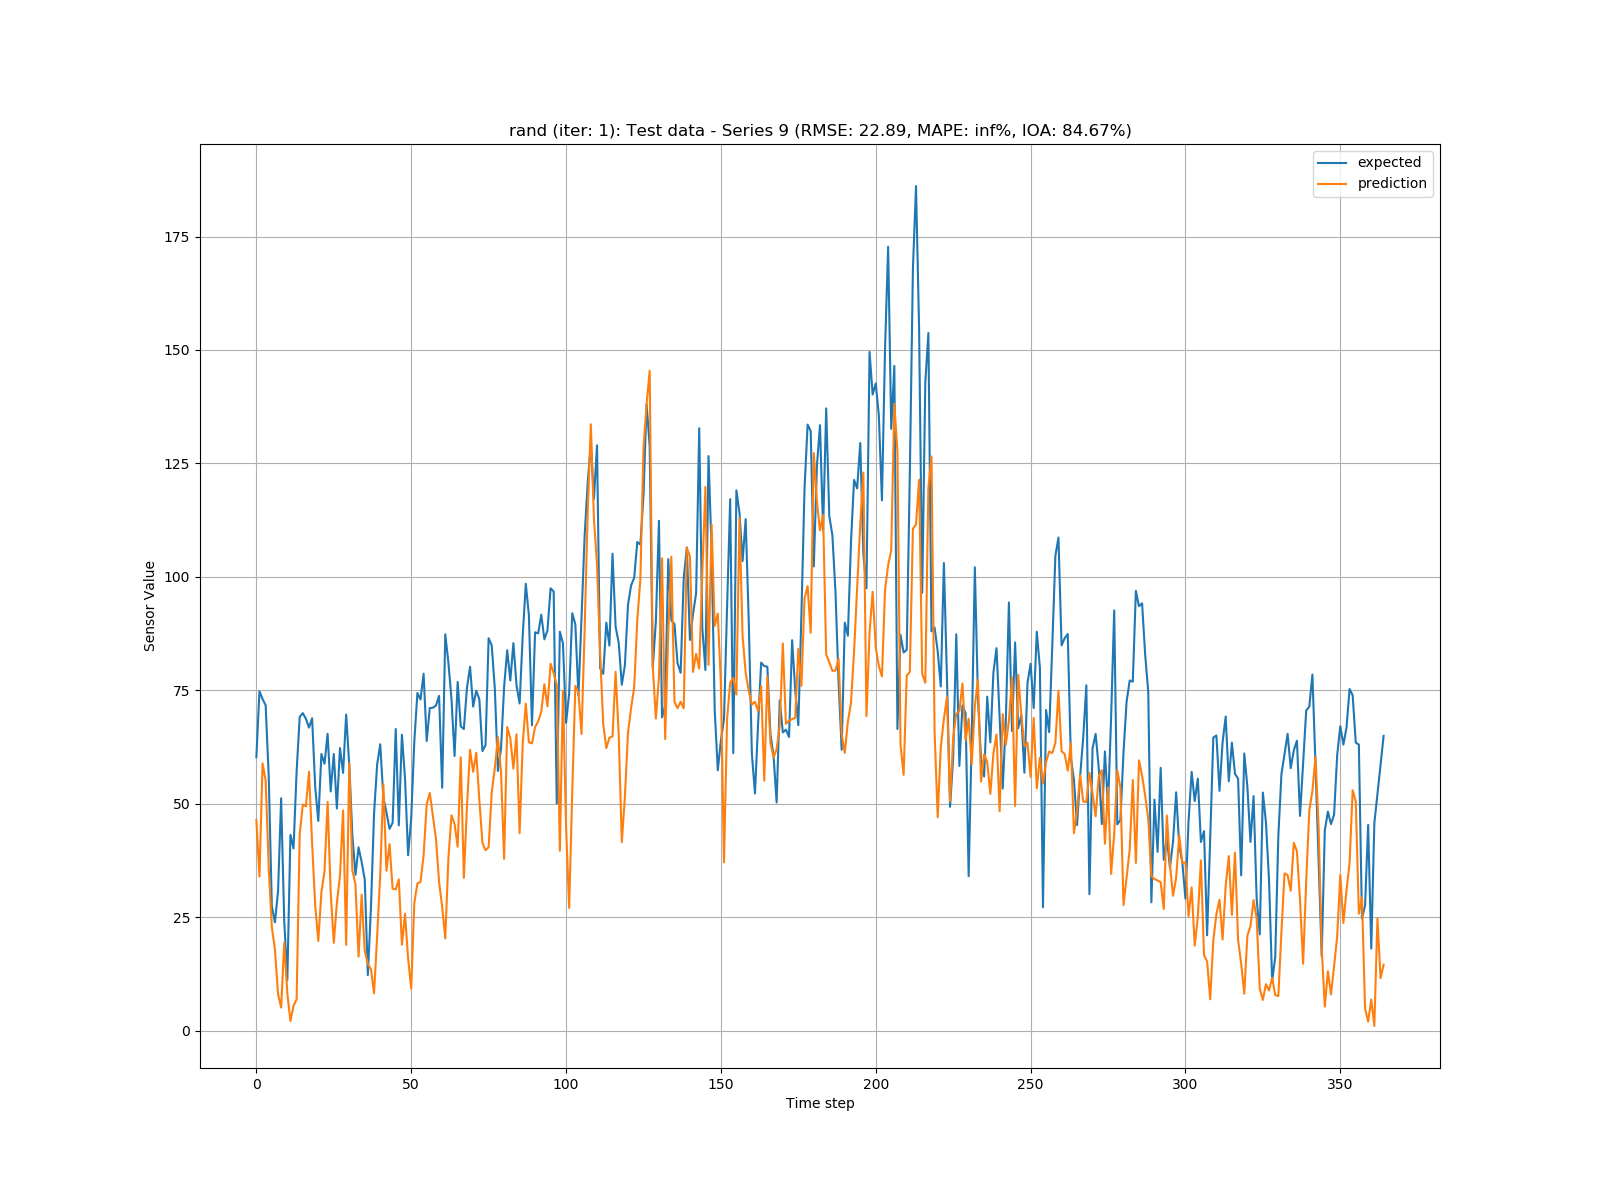 rand (iter: 1): Test data - Series 9 (RMSE: 22.89, MAPE: inf%, IOA: 84.67%)
expected
prediction
175
150
125
100
75
50
25
0
Sensor Value
0 50 100 150 200 250 300 350
Time step